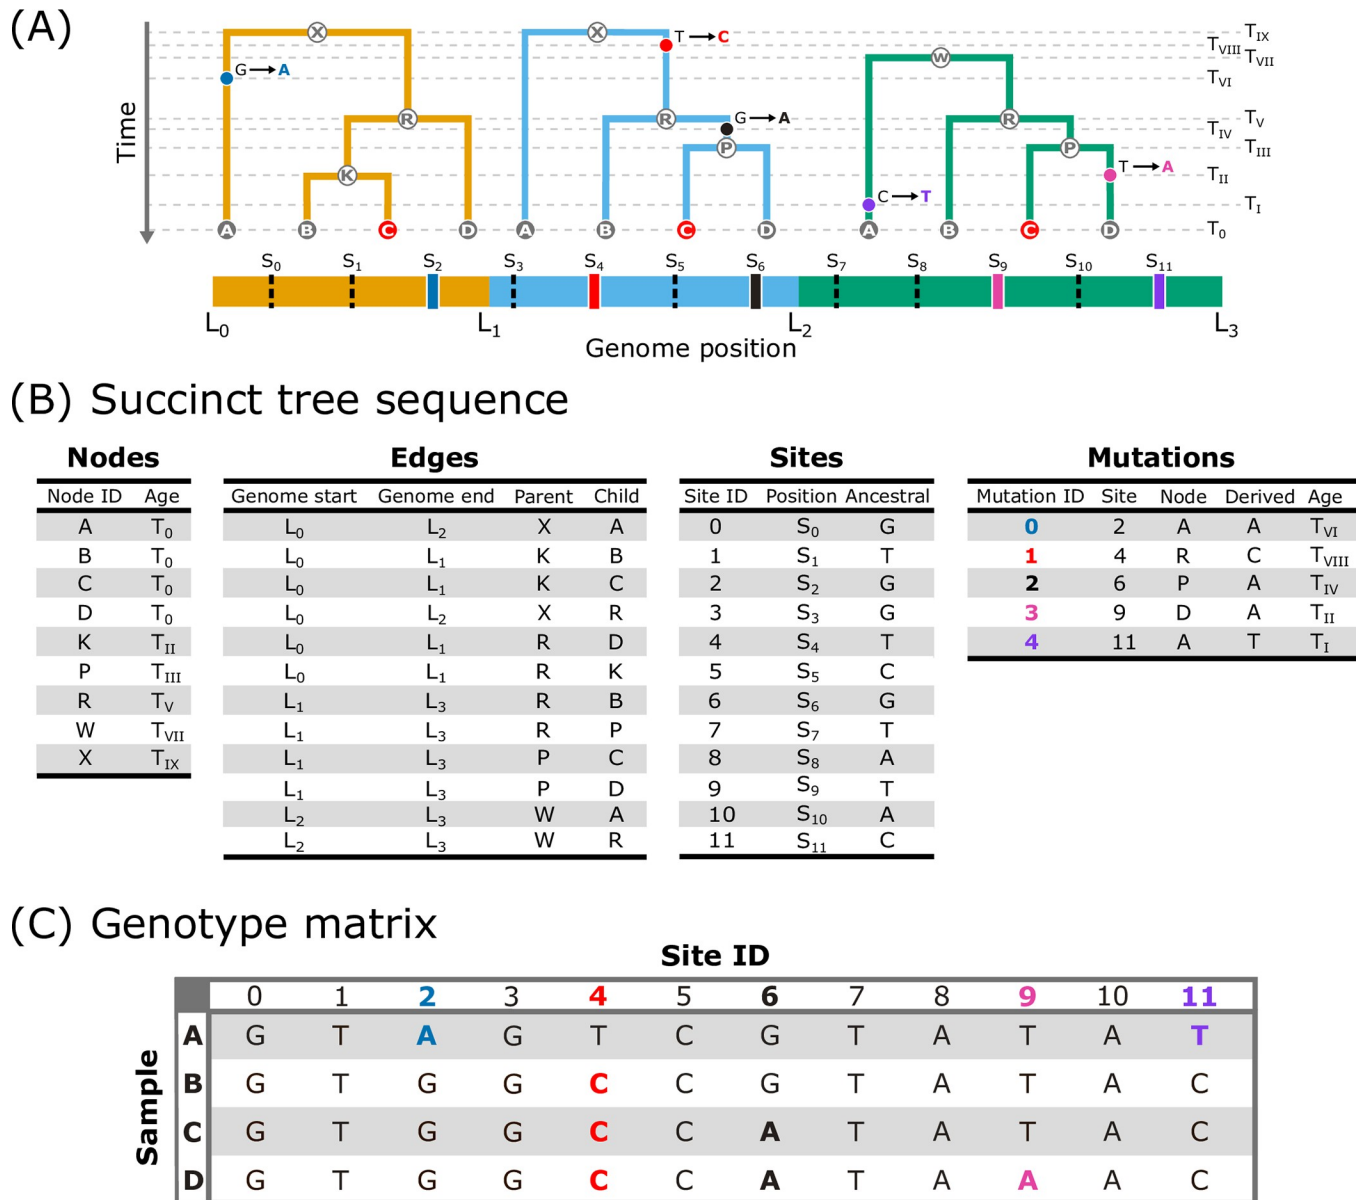 (A)
X X T → C T_IX
T_VIII
W T_VII
G → A T_VI
Time
R R G → A R T_V
T_IV
P P T_III
K T → A T_II
C → T T_I
A B C D A B C D A B C D T_0
S_0 S_1 S_2 S_3 S_4 S_5 S_6 S_7 S_8 S_9 S_10 S_11
L_0 L_1 L_2 L_3
Genome position
(B) Succinct tree sequence
Nodes
Node ID Age
A T_0
B T_0
C T_0
D T_0
K T_II
P T_III
R T_V
W T_VII
X T_IX
Edges
Genome start Genome end Parent Child
L_0 L_2 X A
L_0 L_1 K B
L_0 L_1 K C
L_0 L_2 X R
L_0 L_1 R D
L_0 L_1 R K
L_1 L_3 R B
L_1 L_3 R P
L_1 L_3 P C
L_1 L_3 P D
L_2 L_3 W A
L_2 L_3 W R
Sites
Site ID Position Ancestral
0 S_0 G
1 S_1 T
2 S_2 G
3 S_3 G
4 S_4 T
5 S_5 C
6 S_6 G
7 S_7 T
8 S_8 A
9 S_9 T
10 S_10 A
11 S_11 C
Mutations
Mutation ID Site Node Derived Age
0 2 A A T_VI
1 4 R C T_VIII
2 6 P A T_IV
3 9 D A T_II
4 11 A T T_I
(C) Genotype matrix
Site ID
0 1 2 3 4 5 6 7 8 9 10 11
Sample
A G T A G T C G T A T A T
B G T G G C C G T A T A C
C G T G G C C A T A T A C
D G T G G C C A T A A A C